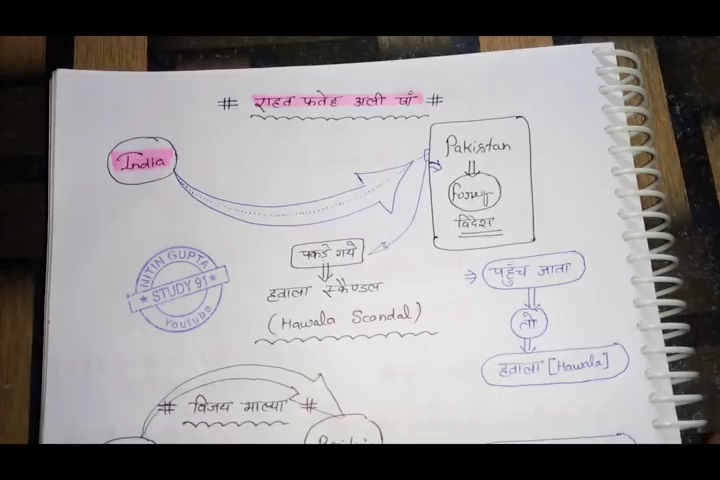 # राहत फतेह अली खाँ #
India
Pakistan
विदेश
पकड़े गये
हवाला स्कैण्डल
(Hawala Scandal)
NITIN GUPTA
STUDY 91
Youtube
⇒ पहुँच जाता
तो
हवाला [Hawala]
# विजय माल्या #